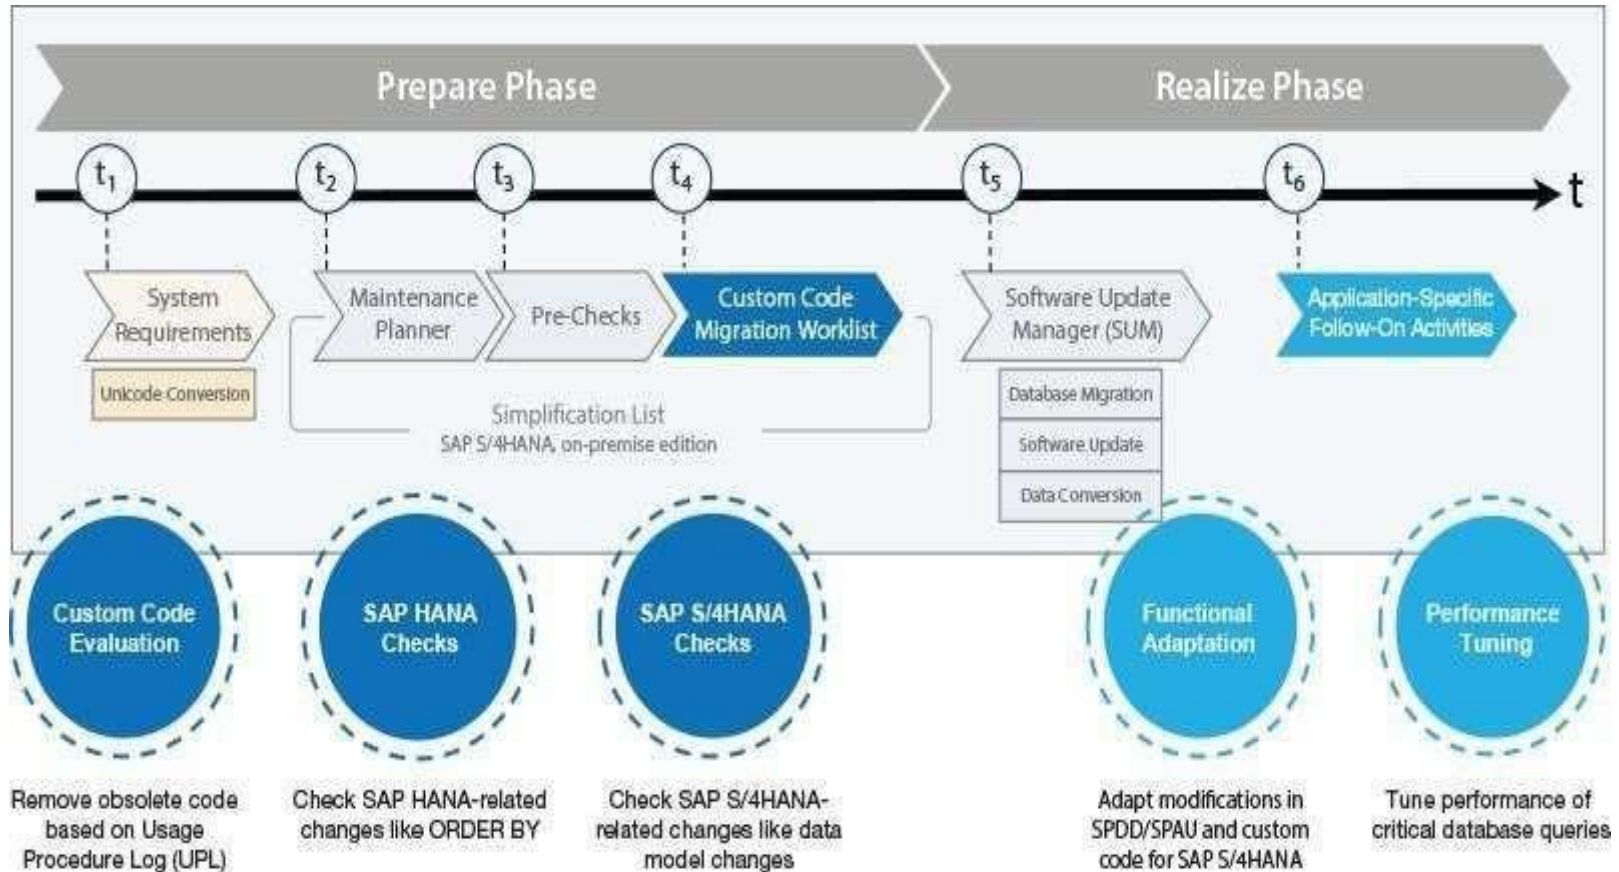 Prepare Phase
Realize Phase
t1
t2
t3
t4
t5
t6
t
System
Requirements
Unicode Conversion
Maintenance
Planner
Pre-Checks
Custom Code
Migration Worklist
Simplification List
SAP S/4HANA, on-premise edition
Software Update
Manager (SUM)
Database Migration
Software Update
Data Conversion
Application-Specific
Follow-On Activities
Custom Code
Evaluation
SAP HANA
Checks
SAP S/4HANA
Checks
Functional
Adaptation
Performance
Tuning
Remove obsolete code
based on Usage
Procedure Log (UPL)
Check SAP HANA-related
changes like ORDER BY
Check SAP S/4HANA-
related changes like data
model changes
Adapt modifications in
SPDD/SPAU and custom
code for SAP S/4HANA
Tune performance of
critical database queries